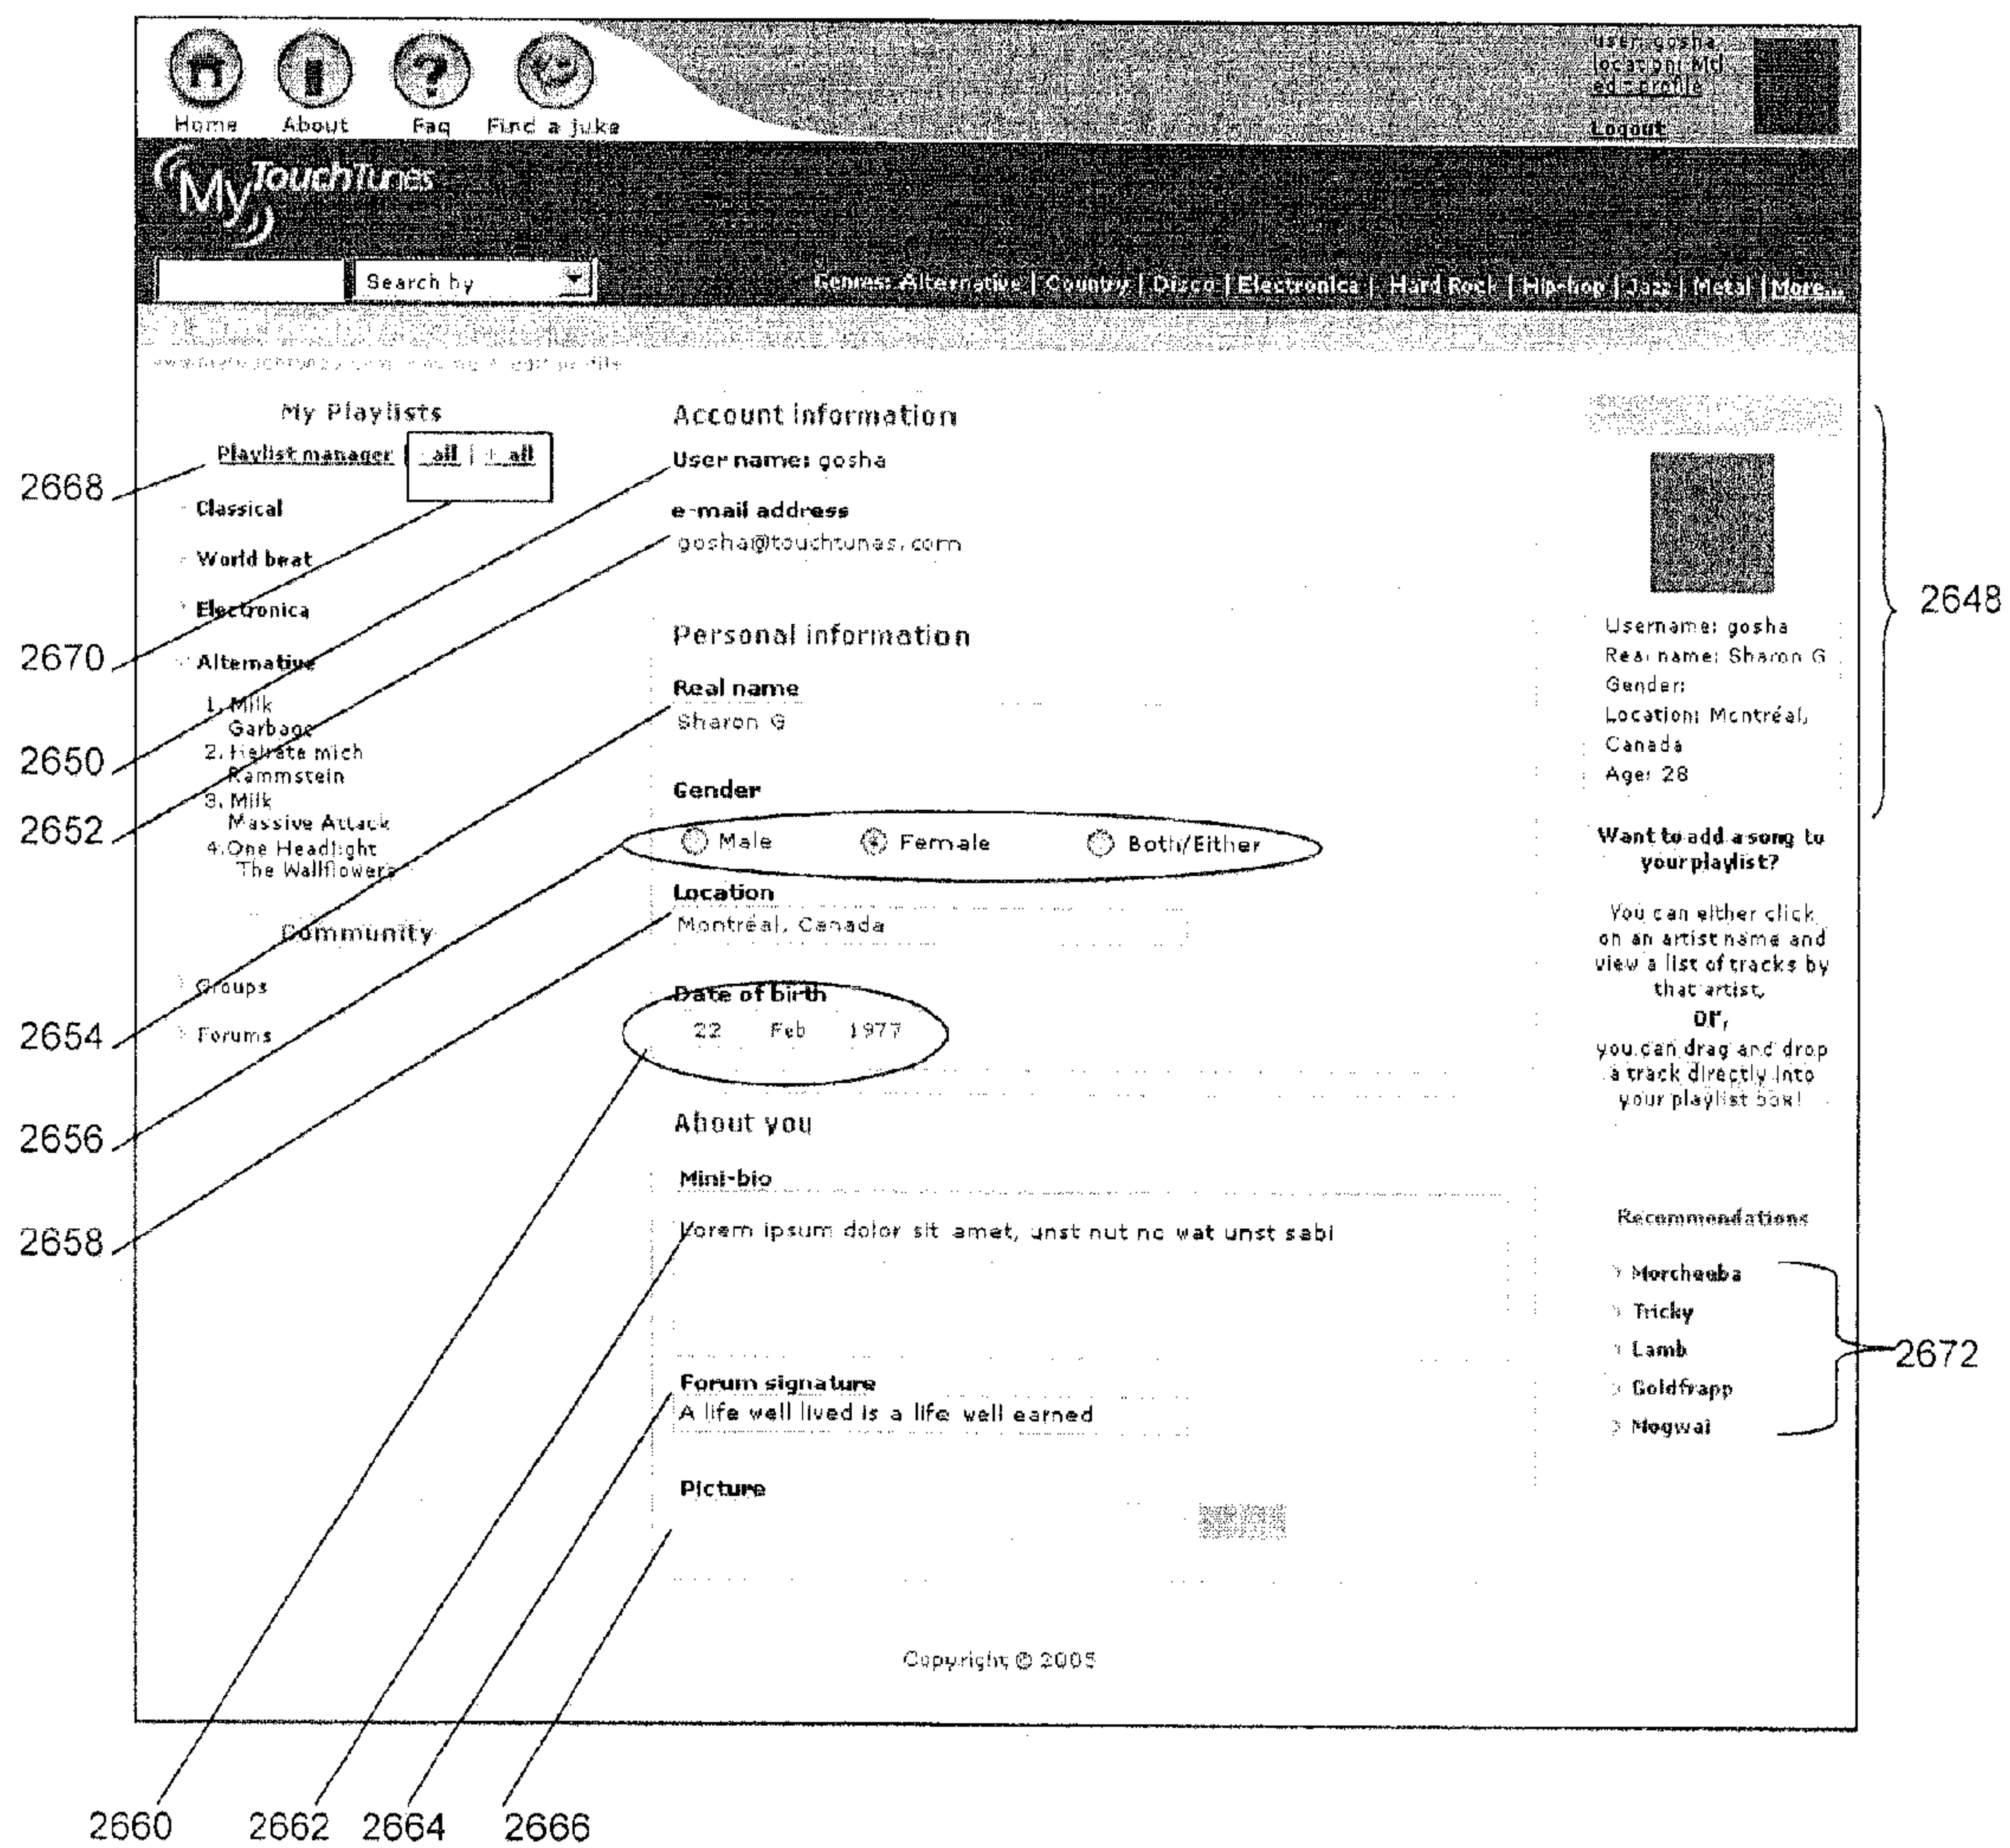 Home About Faq Find a juke
user: gosha
location: Mtl
edit profile
Logout
MyTouchTunes
Search by
Genres: Alternative | Country | Disco | Electronica | Hard Rock | Hip-hop | Jazz | Metal | More...
My Playlists
Playlist manager | - all | + all
Classical
World beat
Electronica
Alternative
1. Milk
Garbage
2. Heirate mich
Rammstein
3. Milk
Massive Attack
4. One Headlight
The Wallflowers
Community
Groups
Forums
Account information
User name: gosha
e-mail address
gosha@touchtunes.com
Personal information
Real name
Sharon G
Gender
Male Female Both/Either
Location
Montréal, Canada
Date of birth
22 Feb 1977
About you
Mini-bio
Lorem ipsum dolor sit amet, unst nut no wat unst sabi
Forum signature
A life well lived is a life well earned
Picture
Username: gosha
Real name: Sharon G
Gender:
Location: Montréal,
Canada
Age: 28
Want to add a song to
your playlist?
You can either click
on an artist name and
view a list of tracks by
that artist,
or,
you can drag and drop
a track directly into
your playlist box!
Recommendations
Morcheeba
Tricky
Lamb
Goldfrapp
Mogwai
Copyright © 2005
2668
2670
2650
2652
2654
2656
2658
2660 2662 2664 2666
2648
2672